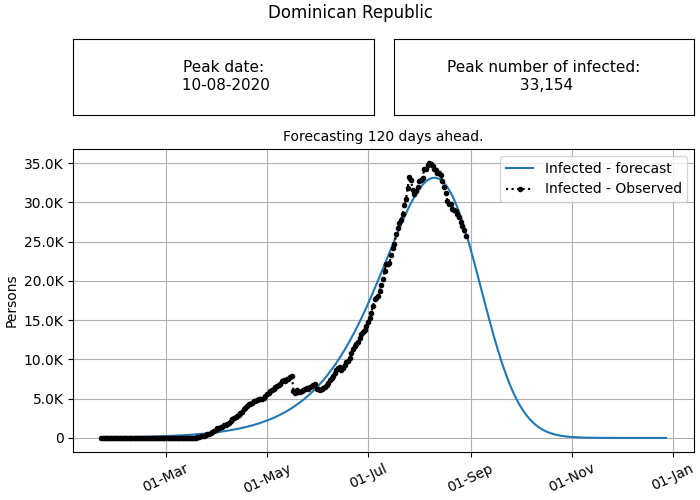 Dominican Republic
Peak date:
10-08-2020
Peak number of infected:
33,154
Forecasting 120 days ahead.
Infected - forecast
Infected - Observed
Persons
35.0K
30.0K
25.0K
20.0K
15.0K
10.0K
5.0K
0
01-Mar
01-May
01-Jul
01-Sep
01-Nov
01-Jan